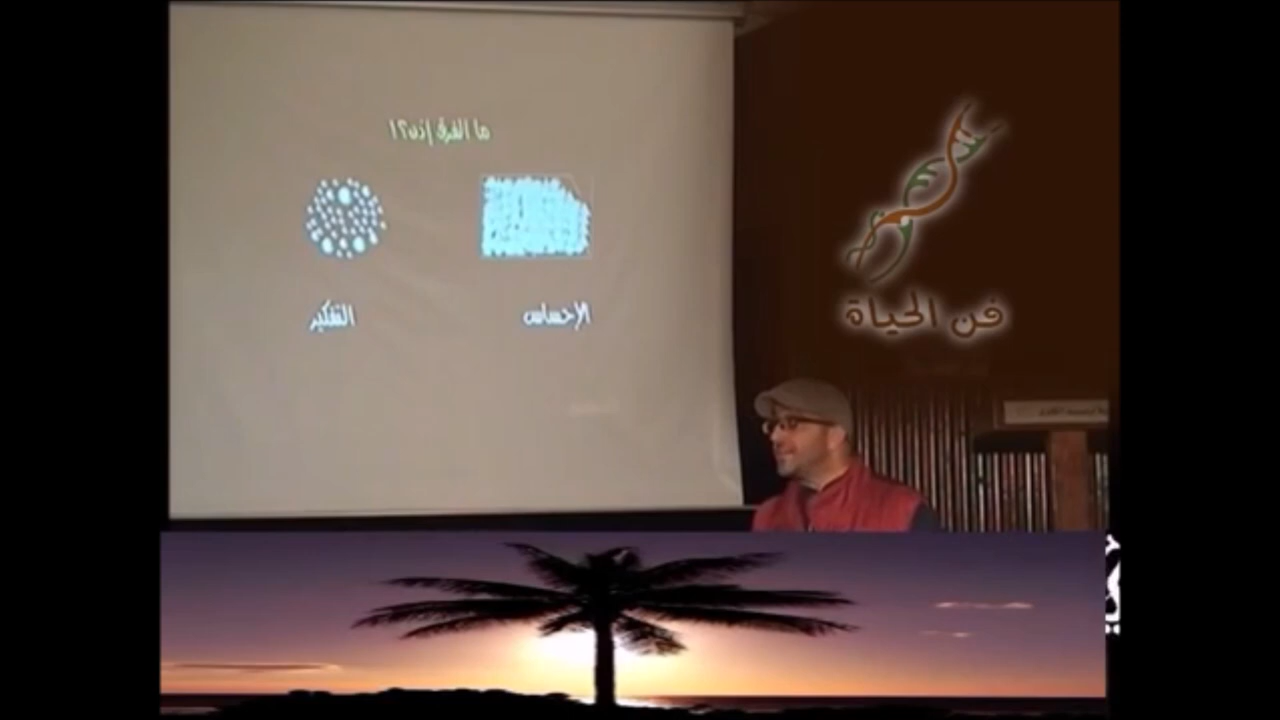 ما الفرق إذن؟!
الإحساس
التفكير
فن الحياة